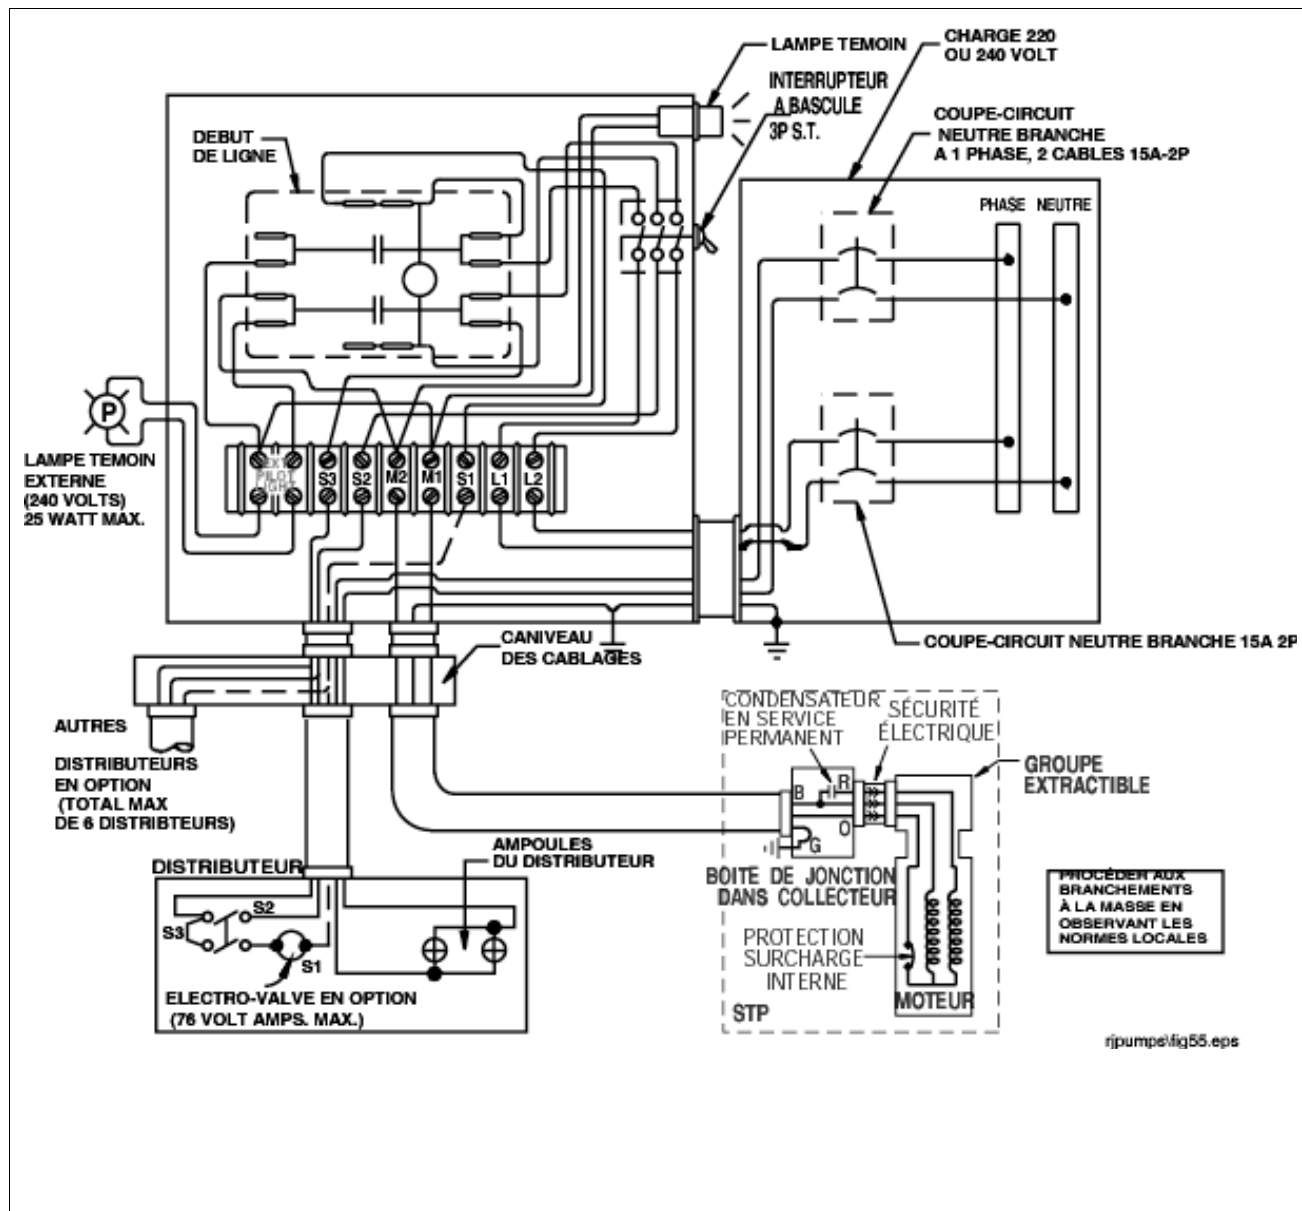 LAMPE TEMOIN
CHARGE 220
OU 240 VOLT
INTERRUPTEUR
A BASCULE
3P S.T.
COUPE-CIRCUIT
NEUTRE BRANCHE
A 1 PHASE, 2 CABLES 15A-2P
DEBUT
DE LIGNE
PHASE NEUTRE
P
LAMPE TEMOIN
EXTERNE
(240 VOLTS)
25 WATT MAX.
EXT
PILOT
LIGHT
S3 S2 M2 M1 S1 L1 L2
CANIVEAU
DES CABLAGES
COUPE-CIRCUIT NEUTRE BRANCHE 15A 2P
AUTRES
DISTRIBUTEURS
EN OPTION
(TOTAL MAX
DE 6 DISTRIBTEURS)
CONDENSATEUR
EN SERVICE
PERMANENT
SÉCURITÉ
ÉLECTRIQUE
GROUPE
EXTRACTIBLE
B R
O
G
AMPOULES
DU DISTRIBUTEUR
BOITE DE JONCTION
DANS COLLECTEUR
DISTRIBUTEUR
S2
S3
S1
ELECTRO-VALVE EN OPTION
(76 VOLT AMPS. MAX.)
PROTECTION
SURCHARGE
INTERNE
MOTEUR
STP
PROCÉDER AUX
BRANCHEMENTS
À LA MASSE EN
OBSERVANT LES
NORMES LOCALES
rjpumps\fig55.eps